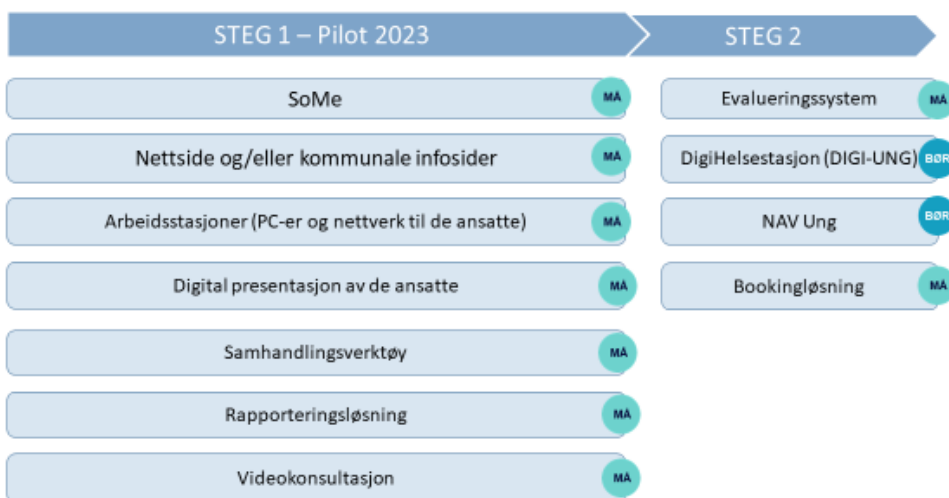 STEG 1 – Pilot 2023
STEG 2
SoMe
MÅ
Nettside og/eller kommunale infosider
MÅ
Arbeidsstasjoner (PC-er og nettverk til de ansatte)
MÅ
Digital presentasjon av de ansatte
MÅ
Samhandlingsverktøy
MÅ
Rapporteringsløsning
MÅ
Videokonsultasjon
MÅ
Evalueringssystem
MÅ
DigiHelsestasjon (DIGI-UNG)
BØR
NAV Ung
BØR
Bookingløsning
MÅ